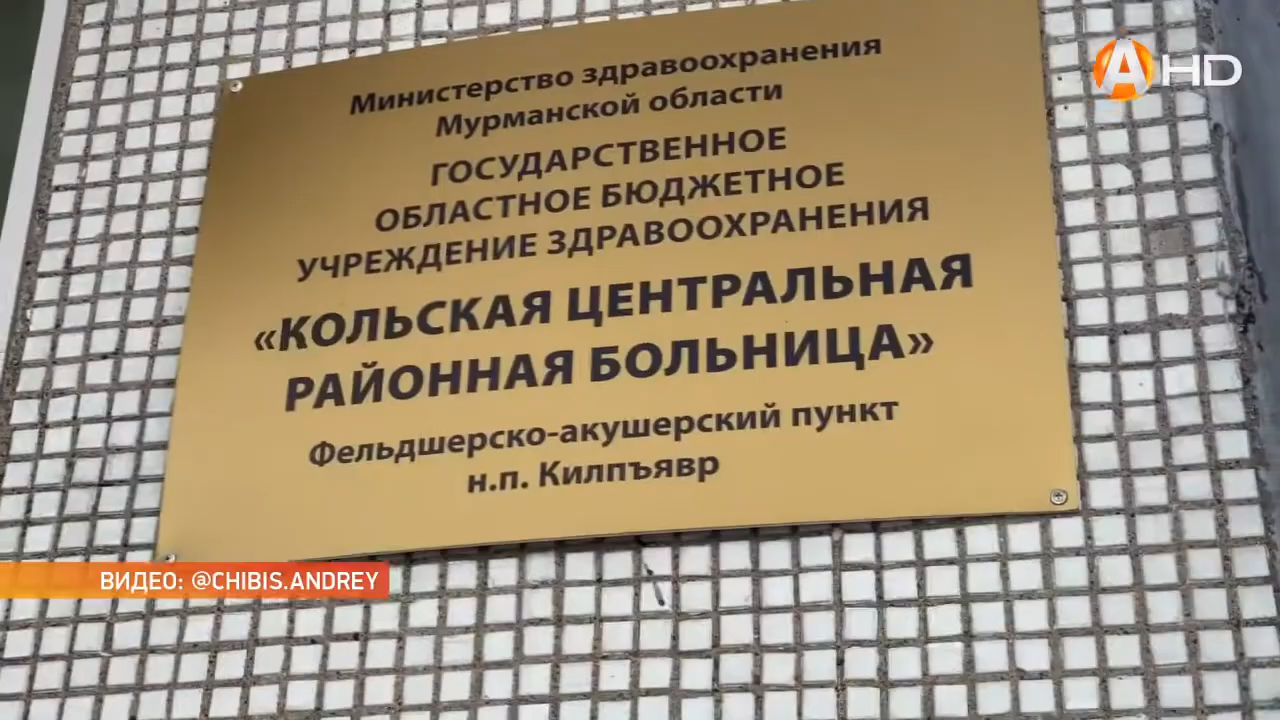 Министерство здравоохранения
Мурманской области
ГОСУДАРСТВЕННОЕ
ОБЛАСТНОЕ БЮДЖЕТНОЕ
УЧРЕЖДЕНИЕ ЗДРАВООХРАНЕНИЯ
«КОЛЬСКАЯ ЦЕНТРАЛЬНАЯ
РАЙОННАЯ БОЛЬНИЦА»
Фельдшерско-акушерский пункт
н.п. Килпъявр
АHD
ВИДЕО: @CHIBIS.ANDREY